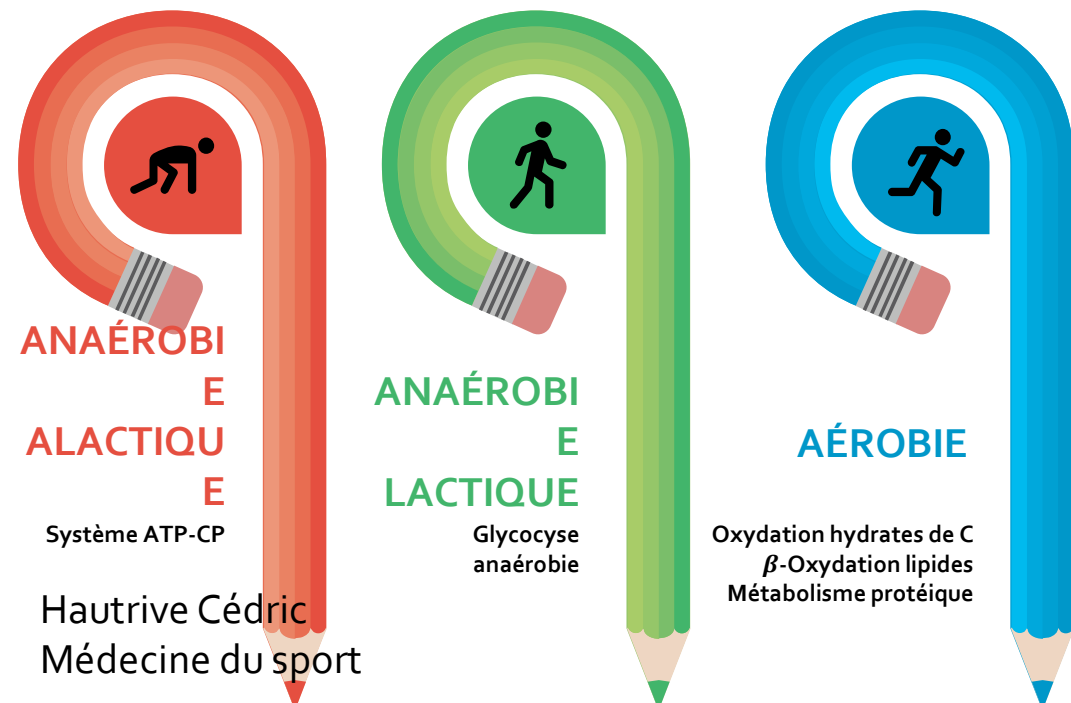 ANAÉROBI
E
ALACTIQU
E
Système ATP-CP
ANAÉROBI
E
LACTIQUE
Glycocyse
anaérobie
AÉROBIE
Oxydation hydrates de C
β-Oxydation lipides
Métabolisme protéique
Hautrive Cédric
Médecine du sport